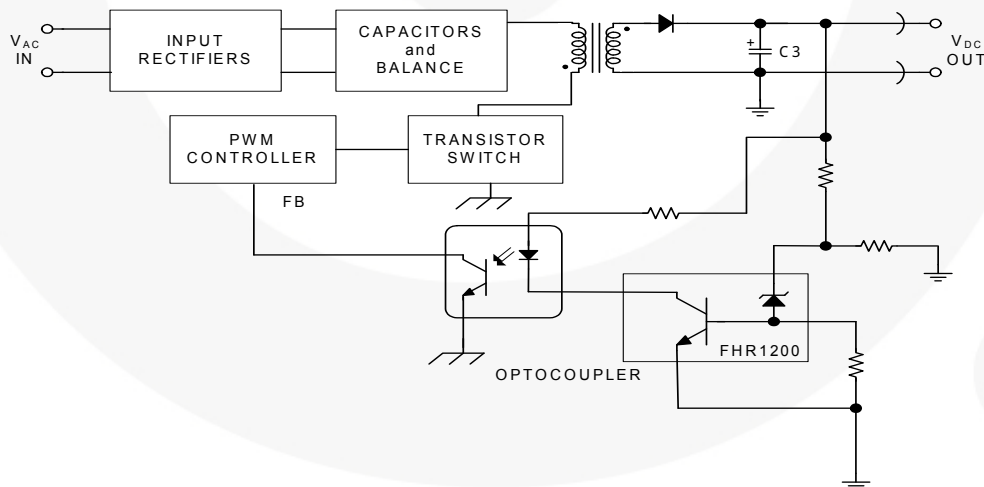 V_AC
IN
INPUT
RECTIFIERS
CAPACITORS
and
BALANCE
+
C3
V_DC
OUT
PWM
CONTROLLER
TRANSISTOR
SWITCH
FB
FHR1200
OPTOCOUPLER